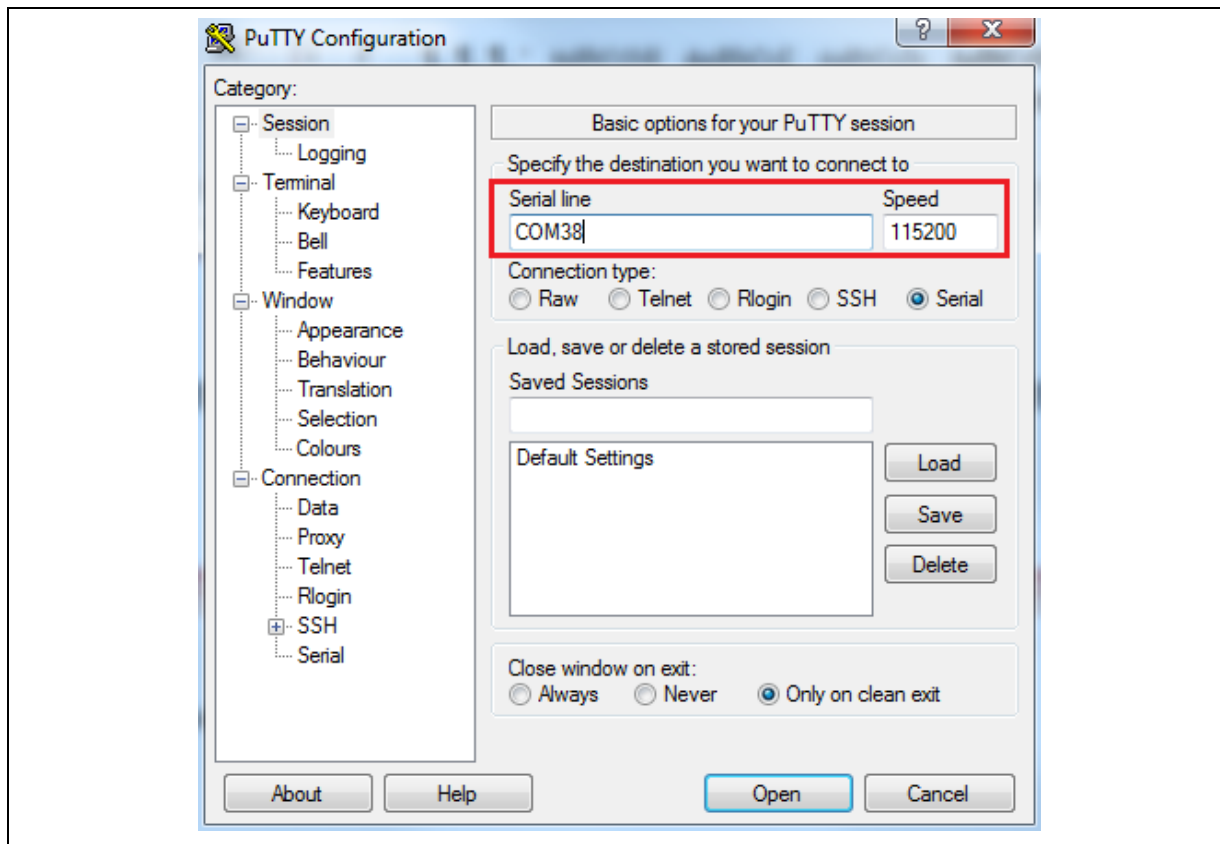 PuTTY Configuration
Category:
Session
Logging
Terminal
Keyboard
Bell
Features
Window
Appearance
Behaviour
Translation
Selection
Colours
Connection
Data
Proxy
Telnet
Rlogin
SSH
Serial
Basic options for your PuTTY session
Specify the destination you want to connect to
Serial line Speed
COM38 115200
Connection type:
Raw Telnet Rlogin SSH Serial
Load, save or delete a stored session
Saved Sessions
Default Settings
Load
Save
Delete
Close window on exit:
Always Never Only on clean exit
About Help Open Cancel